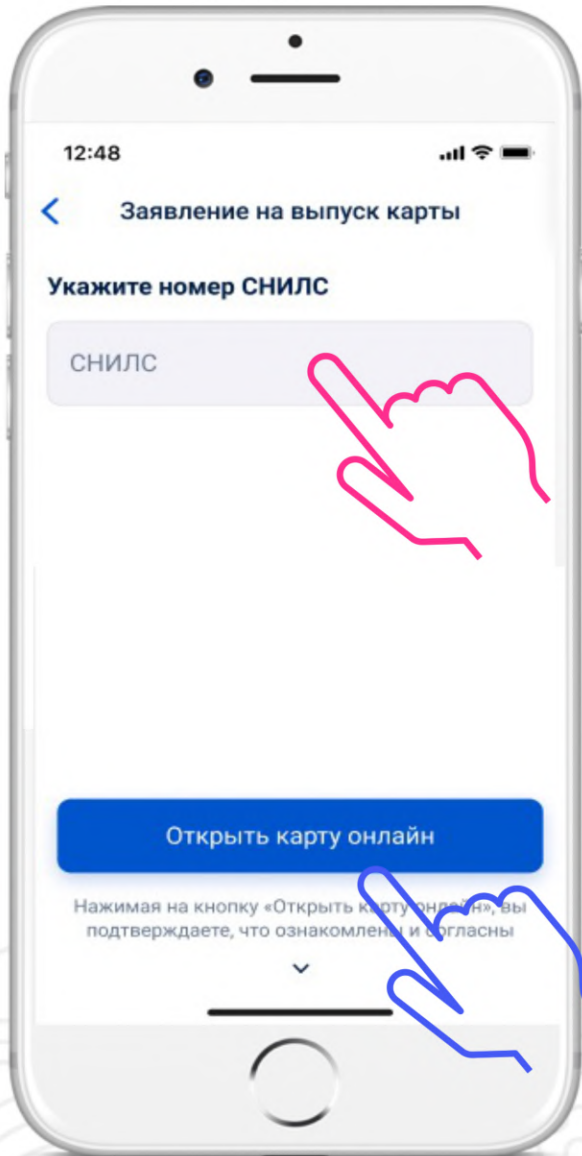 12:48
Заявление на выпуск карты
Укажите номер СНИЛС
СНИЛС
Открыть карту онлайн
Нажимая на кнопку «Открыть карту онлайн», вы
подтверждаете, что ознакомлены и согласны